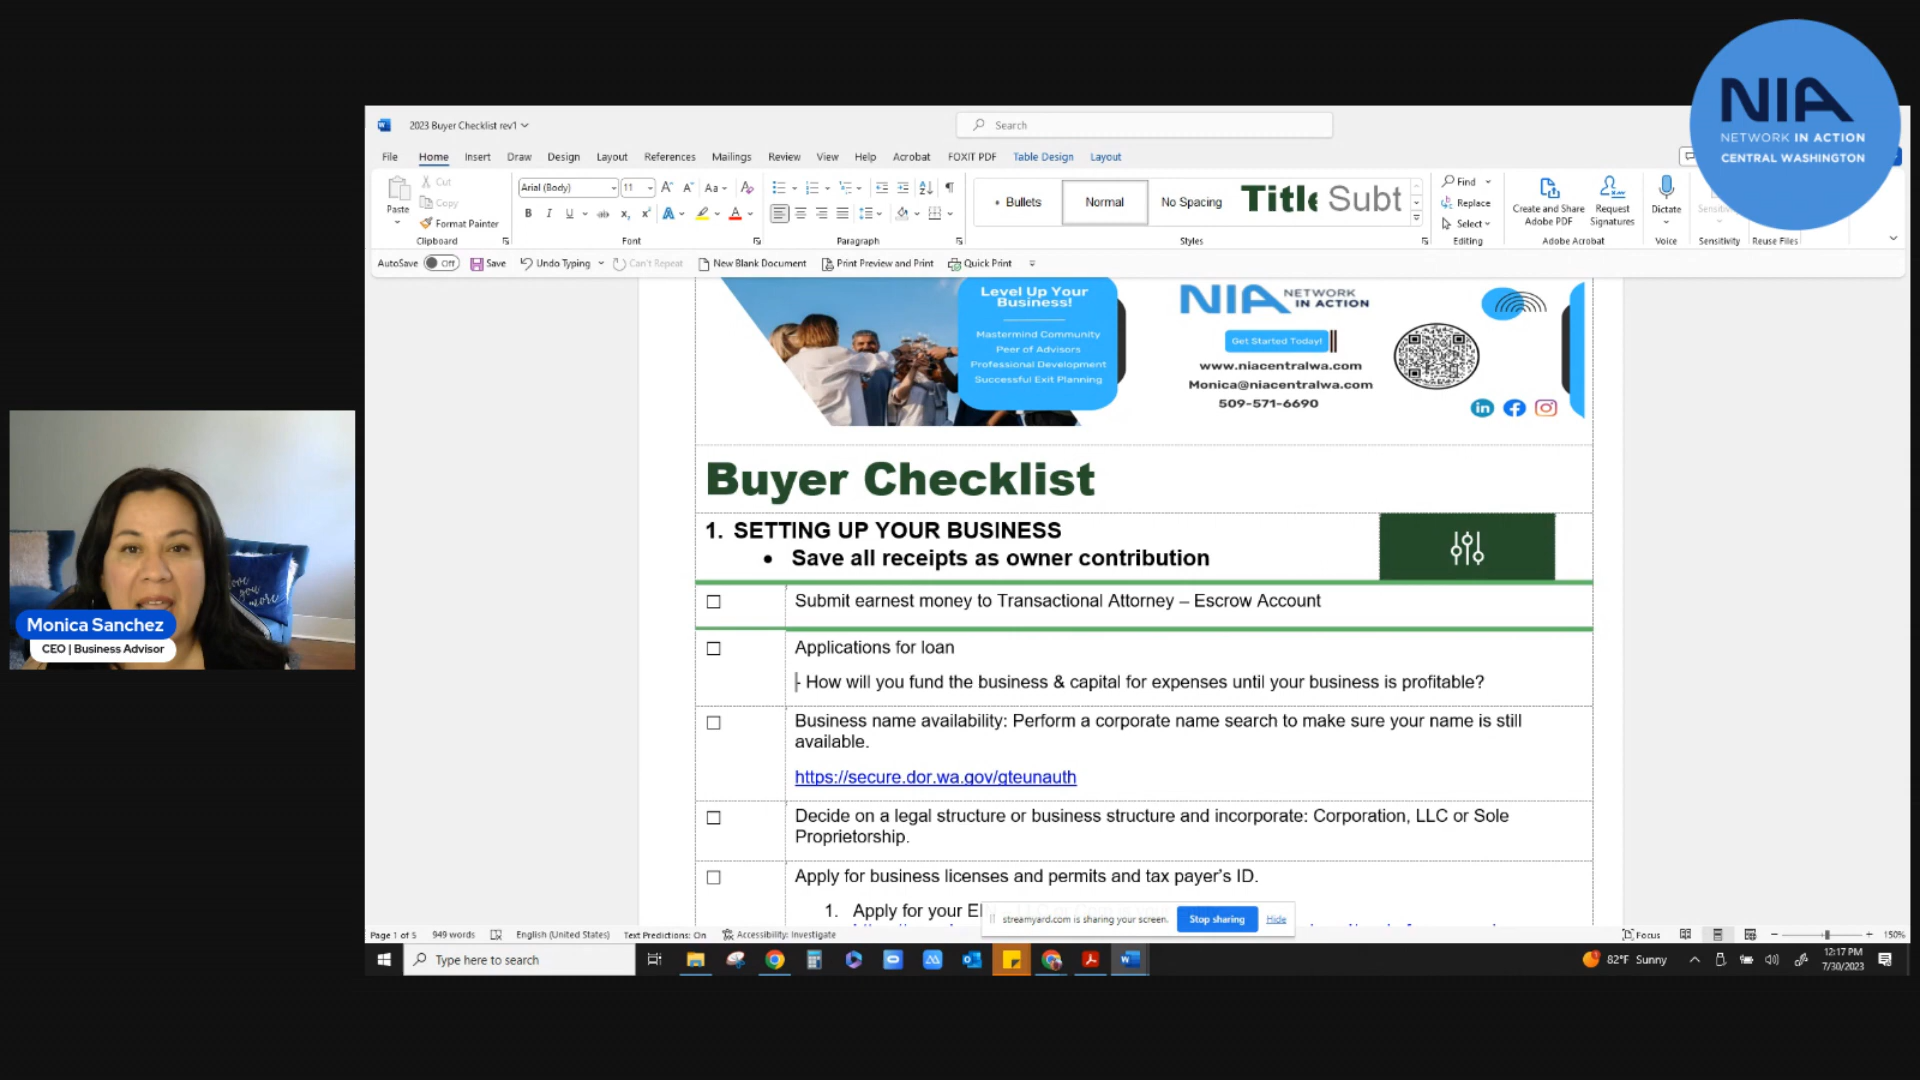 NIA
NETWORK IN ACTION
CENTRAL WASHINGTON
2023 Buyer Checklist rev1
Search
File Home Insert Draw Design Layout References Mailings Review View Help Acrobat FOXIT PDF Table Design Layout
Paste
Cut
Copy
Format Painter
Clipboard
Arial (Body) 11
Font
Paragraph
Bullets Normal No Spacing Title Subt
Styles
Find
Replace
Select
Editing
Create and Share Adobe PDF
Request Signatures
Adobe Acrobat
Dictate
Voice
Sensitivity
Reuse Files
AutoSave Off Save Undo Typing Can't Repeat New Blank Document Print Preview and Print Quick Print
Level Up Your
Business!
Mastermind Community
Peer of Advisors
Professional Development
Successful Exit Planning
NIA NETWORK
IN ACTION
Get Started Today!
www.niacentralwa.com
Monica@niacentralwa.com
509-571-6690
Buyer Checklist
1. SETTING UP YOUR BUSINESS
• Save all receipts as owner contribution
Submit earnest money to Transactional Attorney – Escrow Account
Applications for loan
- How will you fund the business & capital for expenses until your business is profitable?
Business name availability: Perform a corporate name search to make sure your name is still
available.
https://secure.dor.wa.gov/gteunauth
Decide on a legal structure or business structure and incorporate: Corporation, LLC or Sole
Proprietorship.
Apply for business licenses and permits and tax payer's ID.
1. Apply for your
streamyard.com is sharing your screen. Stop sharing Hide
love
you
more
Monica Sanchez
CEO | Business Advisor
Page 1 of 5 949 words English (United States) Text Predictions: On Accessibility: Investigate Focus 150%
Type here to search
82°F Sunny
12:17 PM
7/30/2023